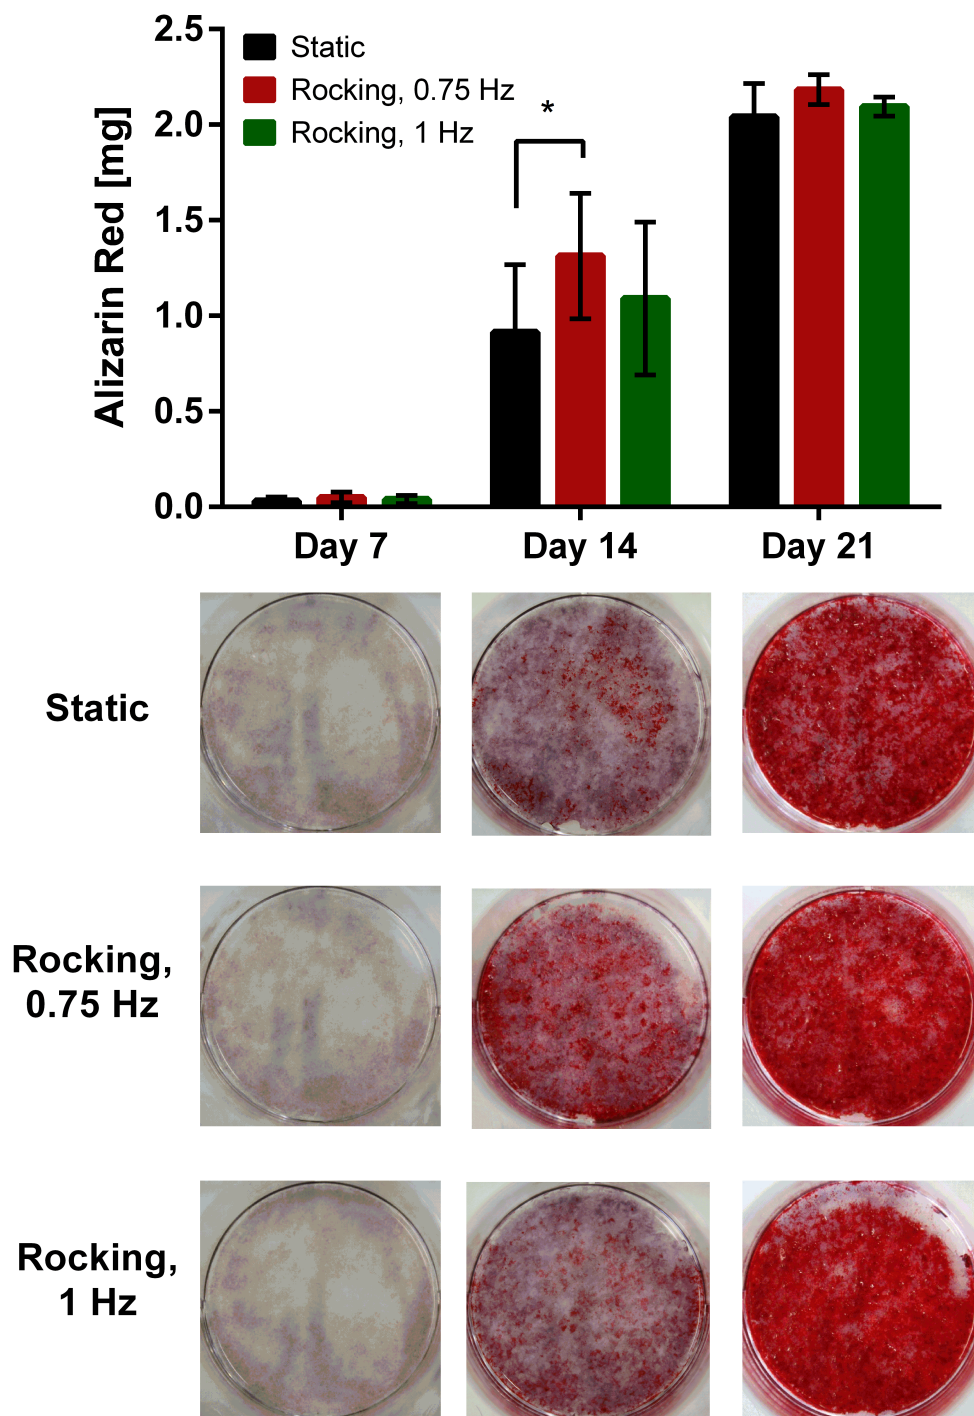 2.5
2.0
1.5
1.0
0.5
0.0
Alizarin Red [mg]
Static
Rocking, 0.75 Hz
Rocking, 1 Hz
*
Day 7
Day 14
Day 21
Static
Rocking,
0.75 Hz
Rocking,
1 Hz